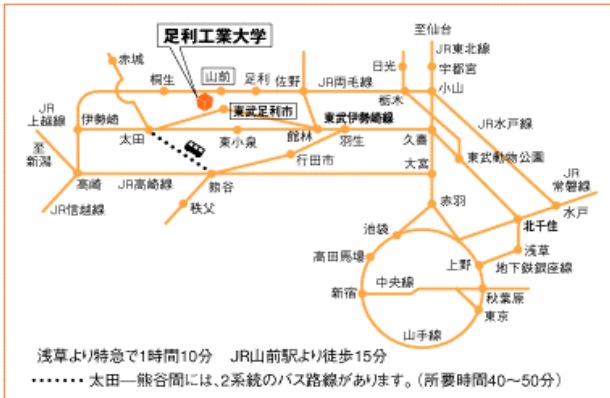 足利工業大学
至仙台
JR東北線
赤城
桐生
山前
足利
佐野
JR両毛線
日光
宇都宮
栃木
小山
JR上越線
伊勢崎
東武足利市
東武伊勢崎線
JR水戸線
太田
東小泉
館林
羽生
久喜
至新潟
行田市
大宮
東武動物公園
JR常磐線
高崎
JR高崎線
熊谷
JR信越線
秩父
赤羽
水戸
池袋
北千住
高田馬場
上野
浅草
地下鉄銀座線
新宿
中央線
秋葉原
東京
山手線
浅草より特急で1時間10分 JR山前駅より徒歩15分
太田―熊谷間には、2系統のバス路線があります。(所要時間40〜50分)